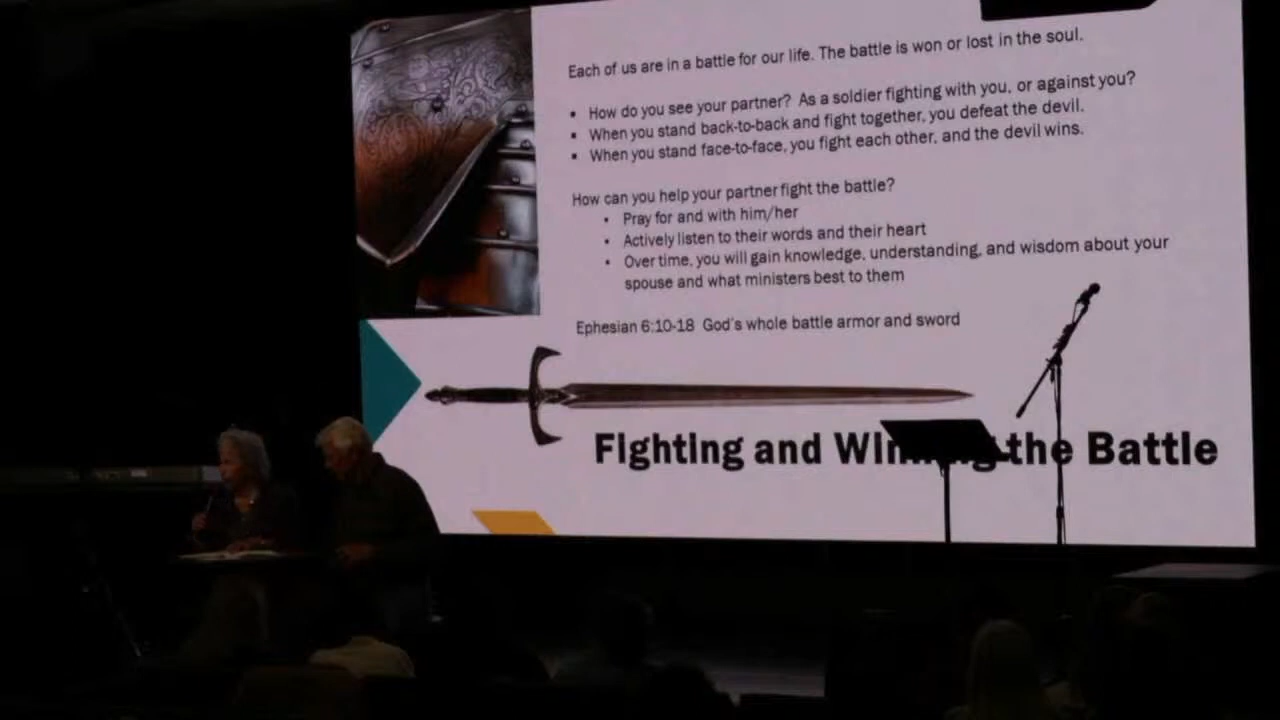 Each of us are in a battle for our life. The battle is won or lost in the soul.
• How do you see your partner? As a soldier fighting with you, or against you?
• When you stand back-to-back and fight together, you defeat the devil.
• When you stand face-to-face, you fight each other, and the devil wins.
How can you help your partner fight the battle?
• Pray for and with him/her
• Actively listen to their words and their heart
• Over time, you will gain knowledge, understanding, and wisdom about your
spouse and what ministers best to them
Ephesian 6:10-18 God's whole battle armor and sword
Fighting and Winning the Battle